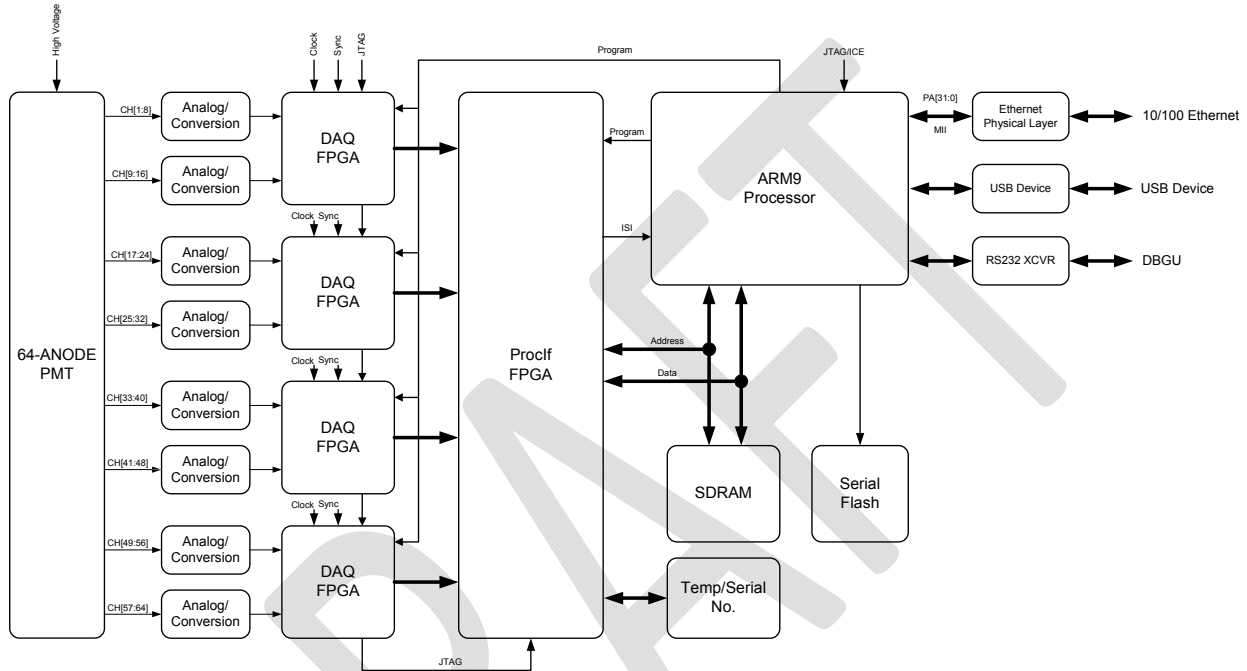 High Voltage
Clock
Sync
JTAG
Program
JTAG/ICE
64-ANODE
PMT
CH[1:8]
Analog/
Conversion
CH[9:16]
Analog/
Conversion
DAQ
FPGA
Clock Sync
CH[17:24]
Analog/
Conversion
CH[25:32]
Analog/
Conversion
DAQ
FPGA
Clock Sync
CH[33:40]
Analog/
Conversion
CH[41:48]
Analog/
Conversion
DAQ
FPGA
Clock Sync
CH[49:56]
Analog/
Conversion
CH[57:64]
Analog/
Conversion
DAQ
FPGA
JTAG
ProcIf
FPGA
Program
ISI
Address
Data
ARM9
Processor
PA[31:0]
MII
Ethernet
Physical Layer
10/100 Ethernet
USB Device
USB Device
RS232 XCVR
DBGU
SDRAM
Serial
Flash
Temp/Serial
No.
DRAFT